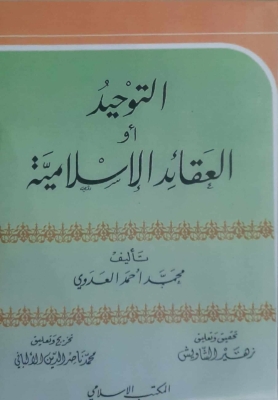 التوحيد
أو
العقائد الإسلامية
تأليف
محمد أحمد العدوي
تحقيق وتعليق
زهير الشاويش
تخريج وتعليق
محمد ناصر الدين الألباني
المكتب الإسلامي